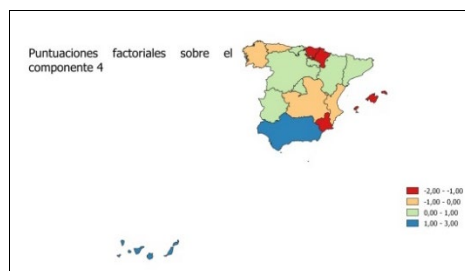 Puntuaciones factoriales sobre el
componente 4
-2,00 - -1,00
-1,00 - 0,00
0,00 - 1,00
1,00 - 3,00